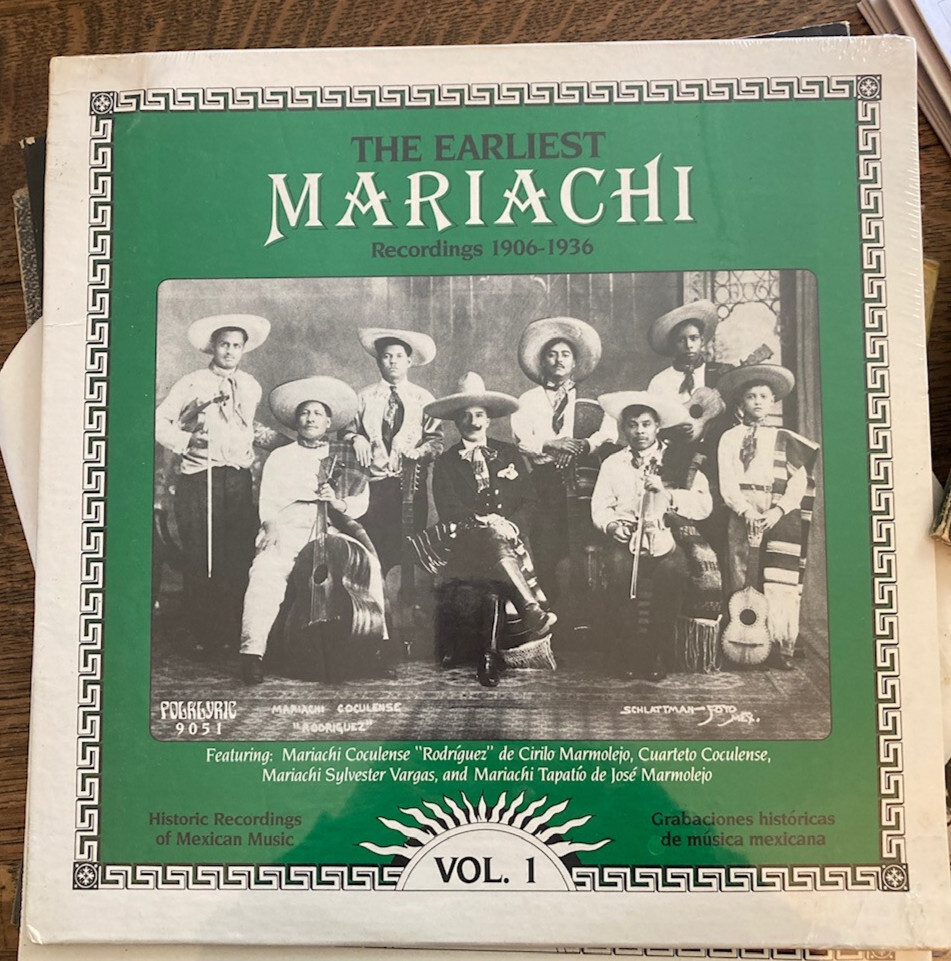 THE EARLIEST
MARIACHI
Recordings 1906-1936
FOLKLYRIC
9051
MARIACHI COCULENSE
"RODRIGUEZ"
SCHLATTMAN-FOTO
MEX.
Featuring: Mariachi Coculense "Rodríguez" de Cirilo Marmolejo, Cuarteto Coculense,
Mariachi Sylvester Vargas, and Mariachi Tapatío de José Marmolejo
Historic Recordings
of Mexican Music
Grabaciones históricas
de música mexicana
VOL. 1